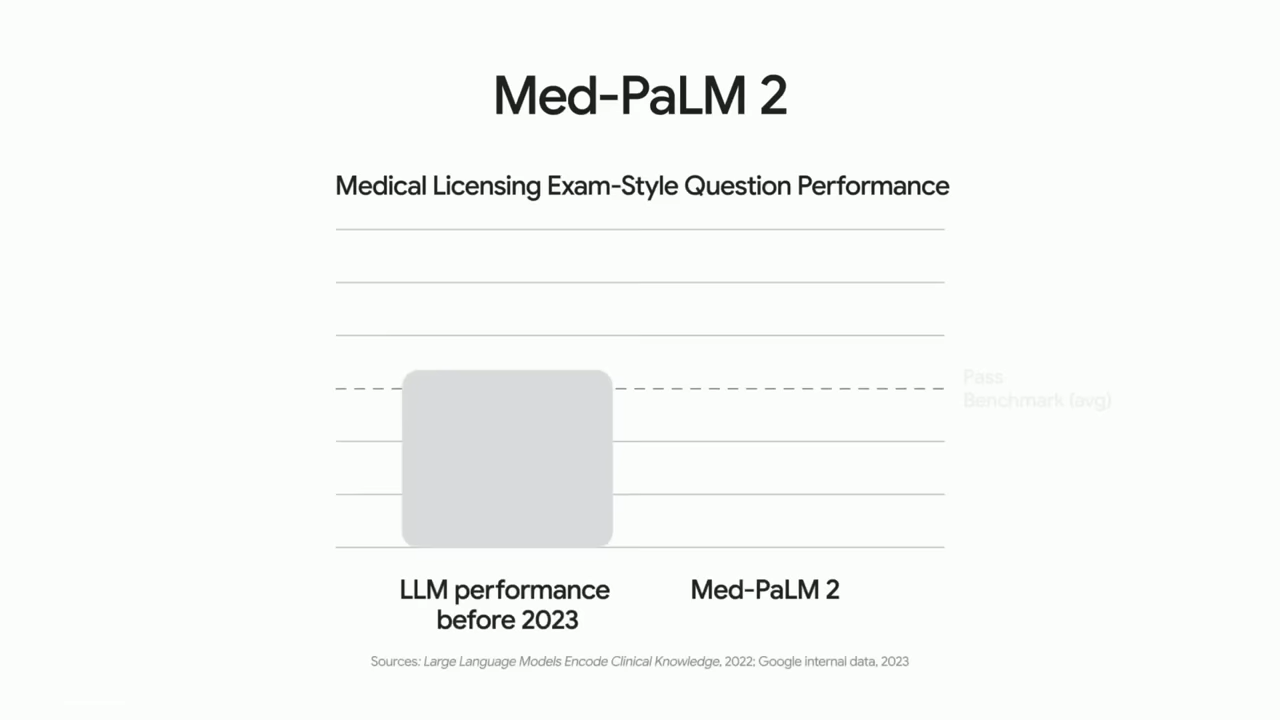 Med-PaLM 2
Medical Licensing Exam-Style Question Performance
Pass
Benchmark (avg)
LLM performance
before 2023
Med-PaLM 2
Sources: Large Language Models Encode Clinical Knowledge, 2022; Google internal data, 2023